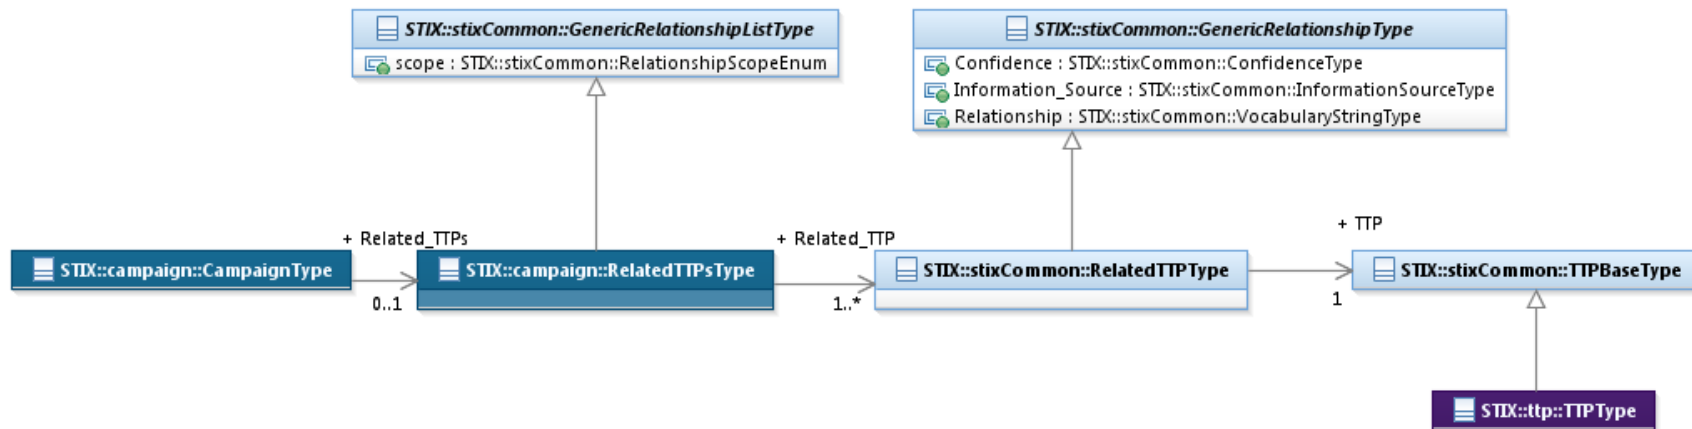 STIX::stixCommon::GenericRelationshipListType
scope : STIX::stixCommon::RelationshipScopeEnum
STIX::stixCommon::GenericRelationshipType
Confidence : STIX::stixCommon::ConfidenceType
Information_Source : STIX::stixCommon::InformationSourceType
Relationship : STIX::stixCommon::VocabularyStringType
+ Related_TTPs
+ Related_TTP
+ TTP
STIX::campaign::CampaignType
STIX::campaign::RelatedTTPsType
STIX::stixCommon::RelatedTTPType
STIX::stixCommon::TTPBaseType
0..1
1..*
1
STIX::ttp::TTPType